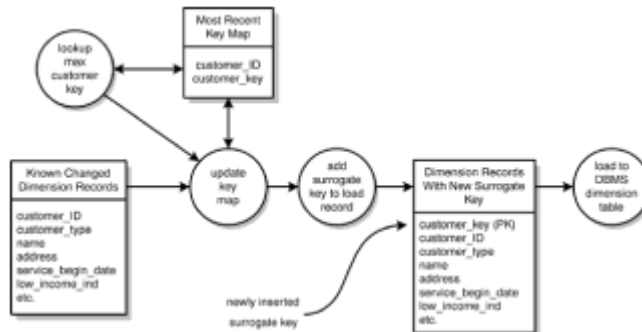 lookup
max
customer
key
Most Recent
Key Map
customer_ID
customer_key
Known Changed
Dimension Records
customer_ID
customer_type
name
address
service_begin_date
low_income_ind
etc.
update
key
map
add
surrogate
key to load
record
Dimension Records
With New Surrogate
Key
customer_key (PK)
customer_ID
customer_type
name
address
service_begin_date
low_income_ind
etc.
load to
DBMS
dimension
table
newly inserted
surrogate key